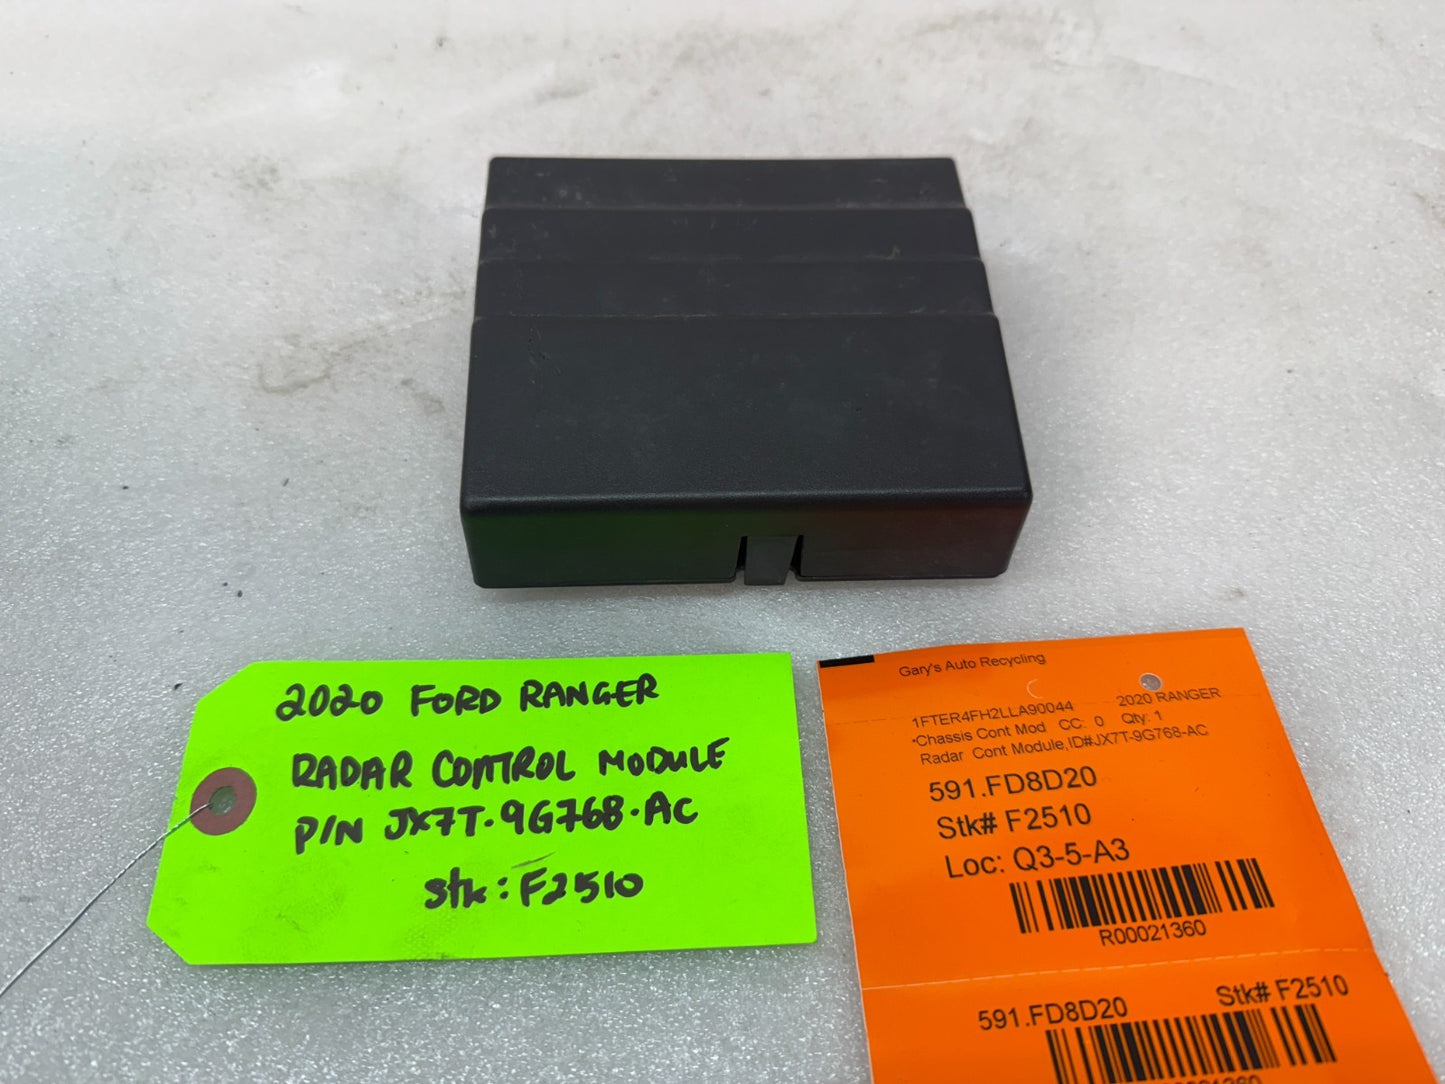 2020 FORD RANGER
RADAR CONTROL MODULE
P/N JX7T-9G768-AC
stk: F2510
Gary's Auto Recycling
1FTER4FH2LLA90044 2020 RANGER
*Chassis Cont Mod CC: 0 Qty: 1
Radar Cont Module,ID#JX7T-9G768-AC
591.FD8D20
Stk# F2510
Loc: Q3-5-A3
R00021360
591.FD8D20 Stk# F2510
R00021360